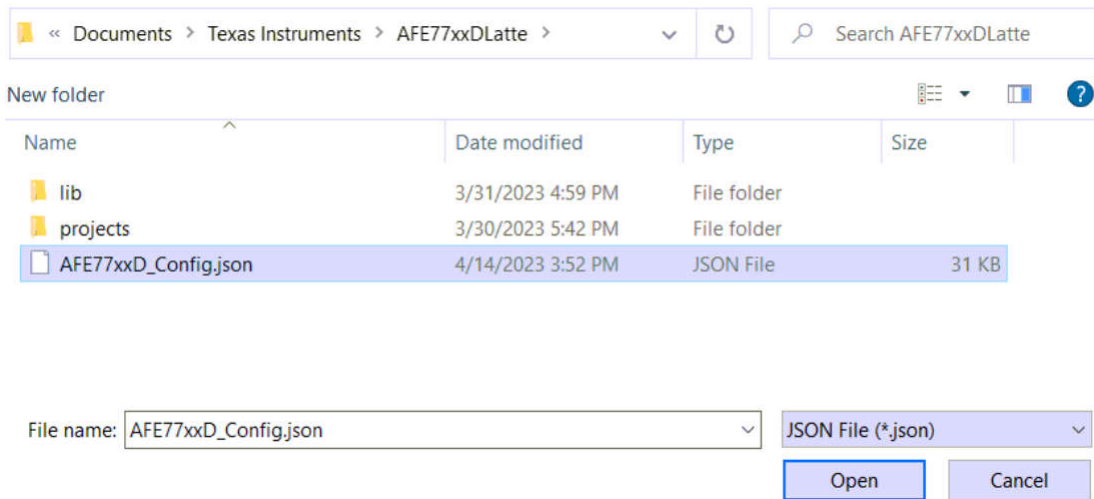 « Documents > Texas Instruments > AFE77xxDLatte > Search AFE77xxDLatte
New folder ?
Name Date modified Type Size
lib 3/31/2023 4:59 PM File folder
projects 3/30/2023 5:42 PM File folder
AFE77xxD_Config.json 4/14/2023 3:52 PM JSON File 31 KB
File name: AFE77xxD_Config.json JSON File (*.json)
Open Cancel